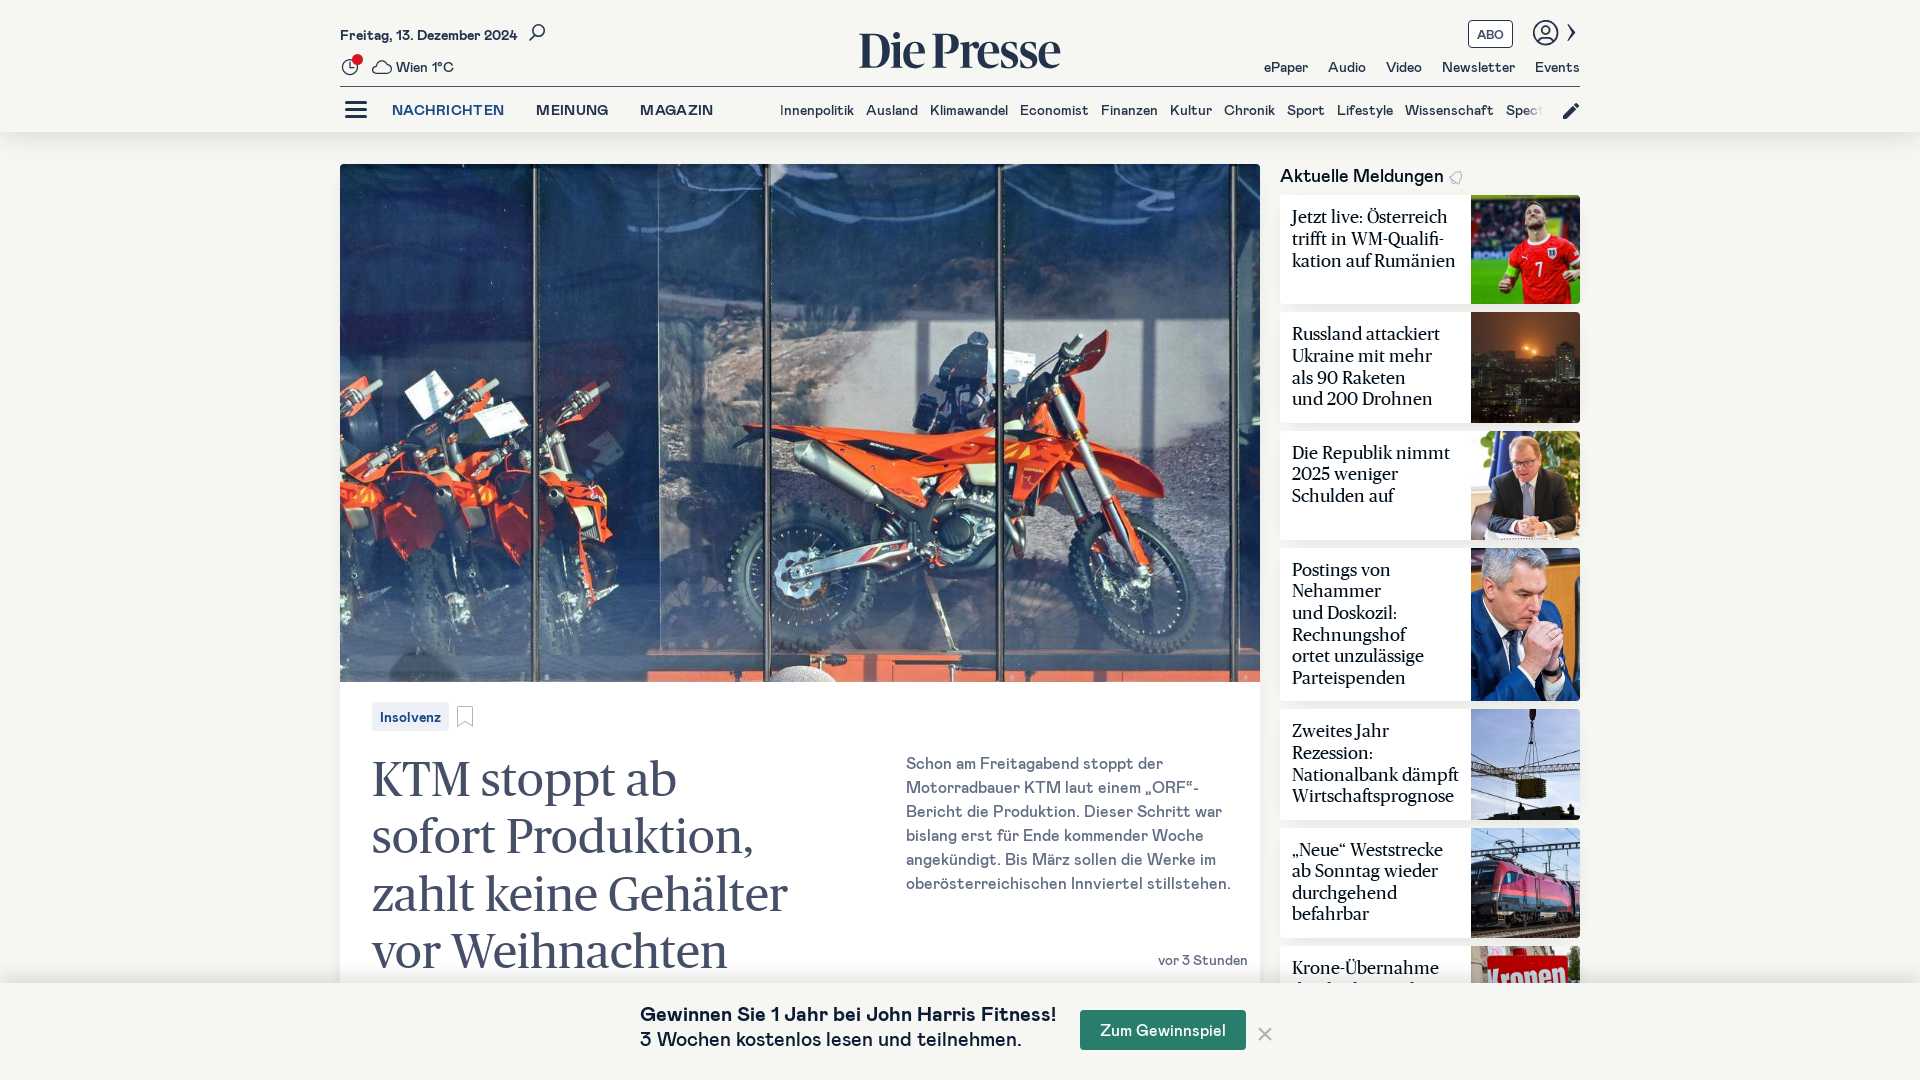 Freitag, 13. Dezember 2024
Wien 1°C
Die Presse
ABO
ePaper Audio Video Newsletter Events
NACHRICHTEN MEINUNG MAGAZIN
Innenpolitik Ausland Klimawandel Economist Finanzen Kultur Chronik Sport Lifestyle Wissenschaft Spect
Insolvenz
KTM stoppt ab
sofort Produktion,
zahlt keine Gehälter
vor Weihnachten
Schon am Freitagabend stoppt der
Motorradbauer KTM laut einem „ORF“-
Bericht die Produktion. Dieser Schritt war
bislang erst für Ende kommender Woche
angekündigt. Bis März sollen die Werke im
oberösterreichischen Innviertel stillstehen.
vor 3 Stunden
Aktuelle Meldungen
Jetzt live: Österreich
trifft in WM-Qualifi-
kation auf Rumänien
7
Russland attackiert
Ukraine mit mehr
als 90 Raketen
und 200 Drohnen
Die Republik nimmt
2025 weniger
Schulden auf
Postings von
Nehammer
und Doskozil:
Rechnungshof
ortet unzulässige
Parteispenden
Zweites Jahr
Rezession:
Nationalbank dämpft
Wirtschaftsprognose
„Neue“ Weststrecke
ab Sonntag wieder
durchgehend
befahrbar
Krone-Übernahme
Kronen
Gewinnen Sie 1 Jahr bei John Harris Fitness!
3 Wochen kostenlos lesen und teilnehmen.
Zum Gewinnspiel